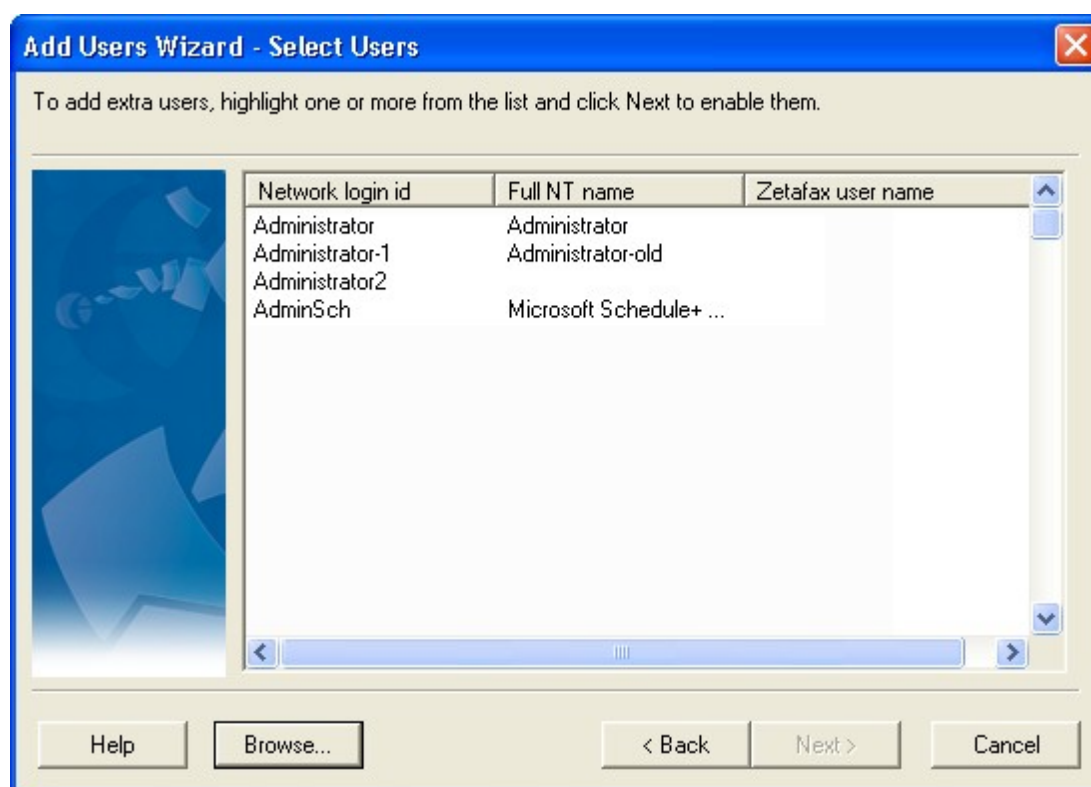 Add Users Wizard - Select Users
To add extra users, highlight one or more from the list and click Next to enable them.
Network login id Full NT name Zetafax user name
Administrator Administrator
Administrator-1 Administrator-old
Administrator2
AdminSch Microsoft Schedule+ ...
Help Browse... < Back Next > Cancel